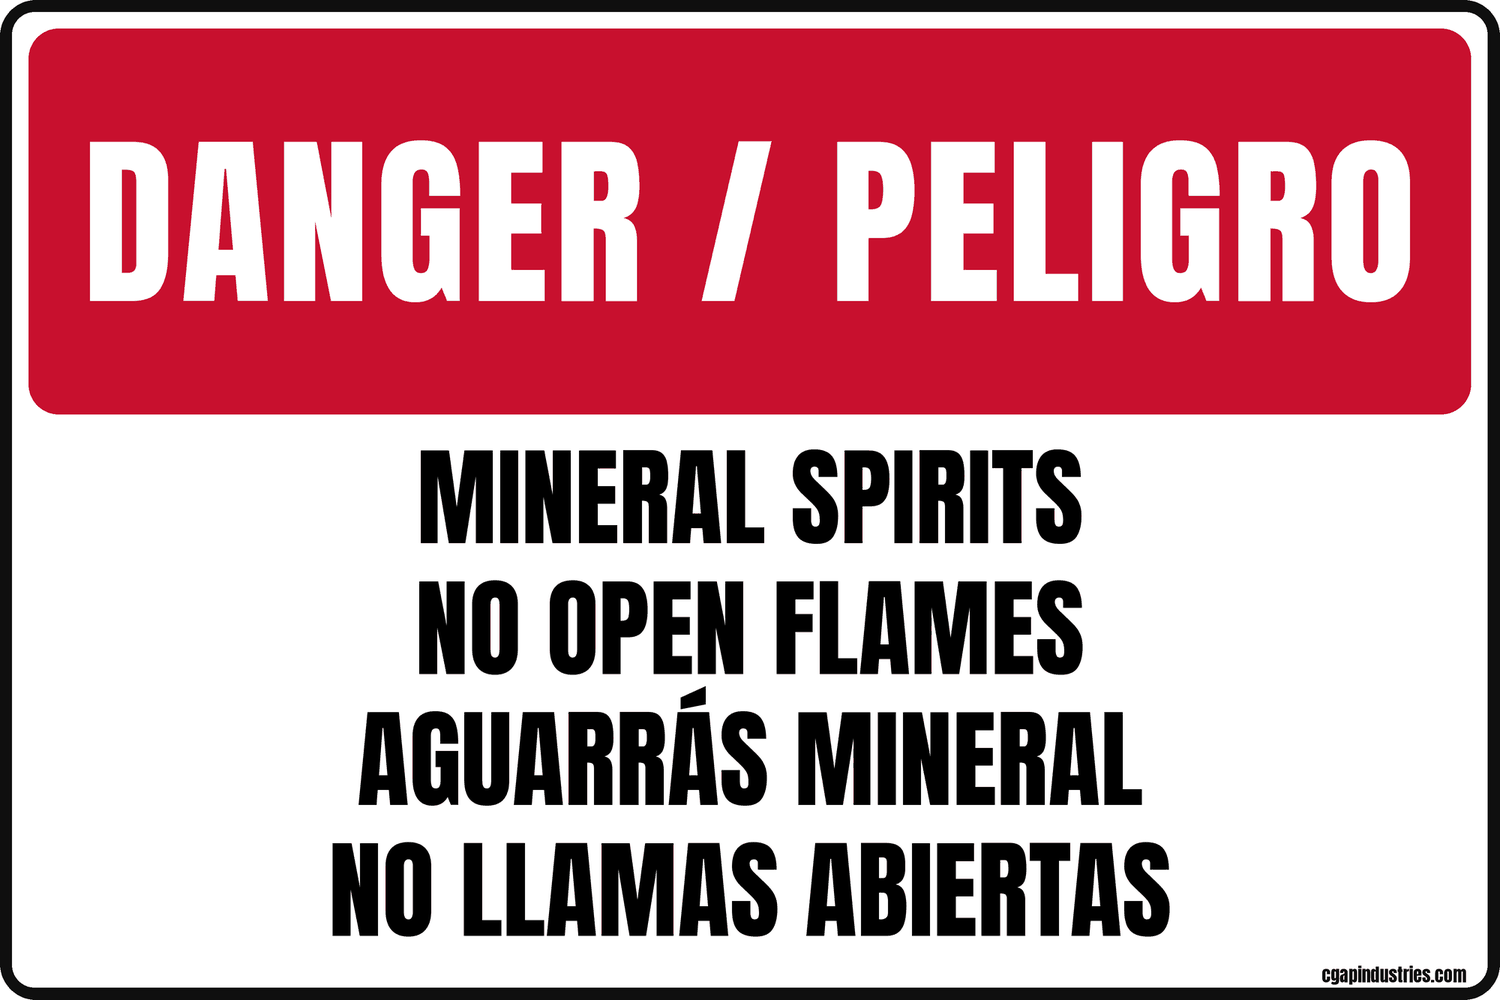 DANGER / PELIGRO
MINERAL SPIRITS
NO OPEN FLAMES
AGUARRÁS MINERAL
NO LLAMAS ABIERTAS
cgapindustries.com